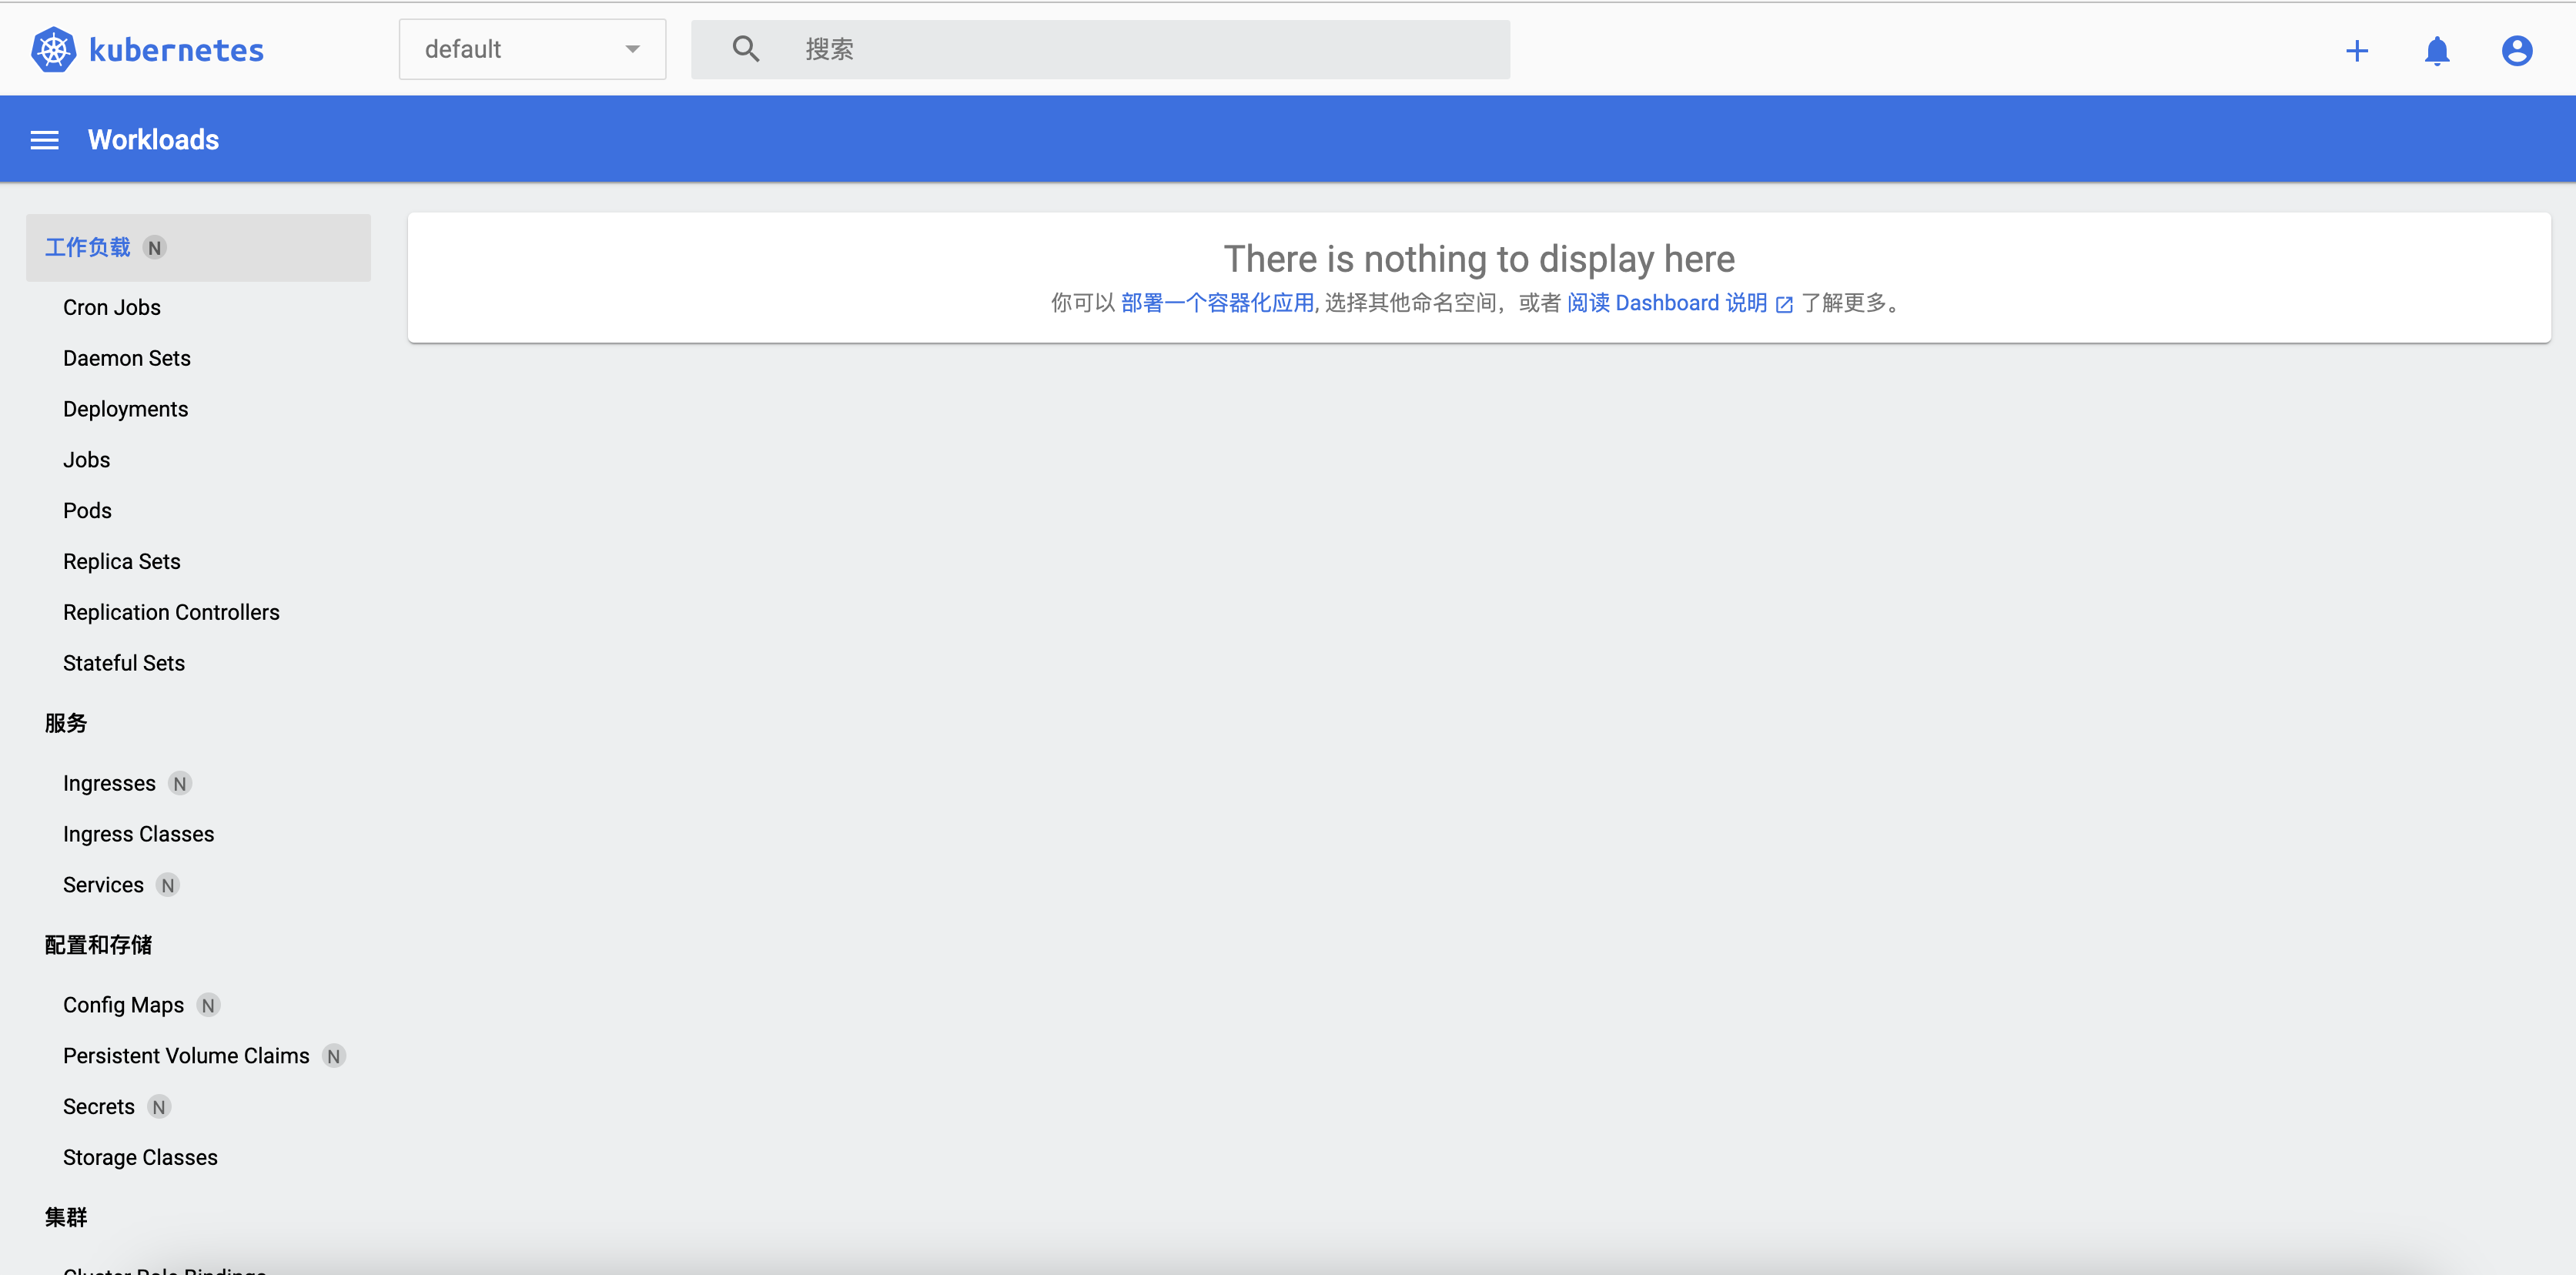 kubernetes
default
搜索
Workloads
工作负载 N
There is nothing to display here
你可以 部署一个容器化应用, 选择其他命名空间，或者 阅读 Dashboard 说明 了解更多。
Cron Jobs
Daemon Sets
Deployments
Jobs
Pods
Replica Sets
Replication Controllers
Stateful Sets
服务
Ingresses N
Ingress Classes
Services N
配置和存储
Config Maps N
Persistent Volume Claims N
Secrets N
Storage Classes
集群
Cluster Role Bindings